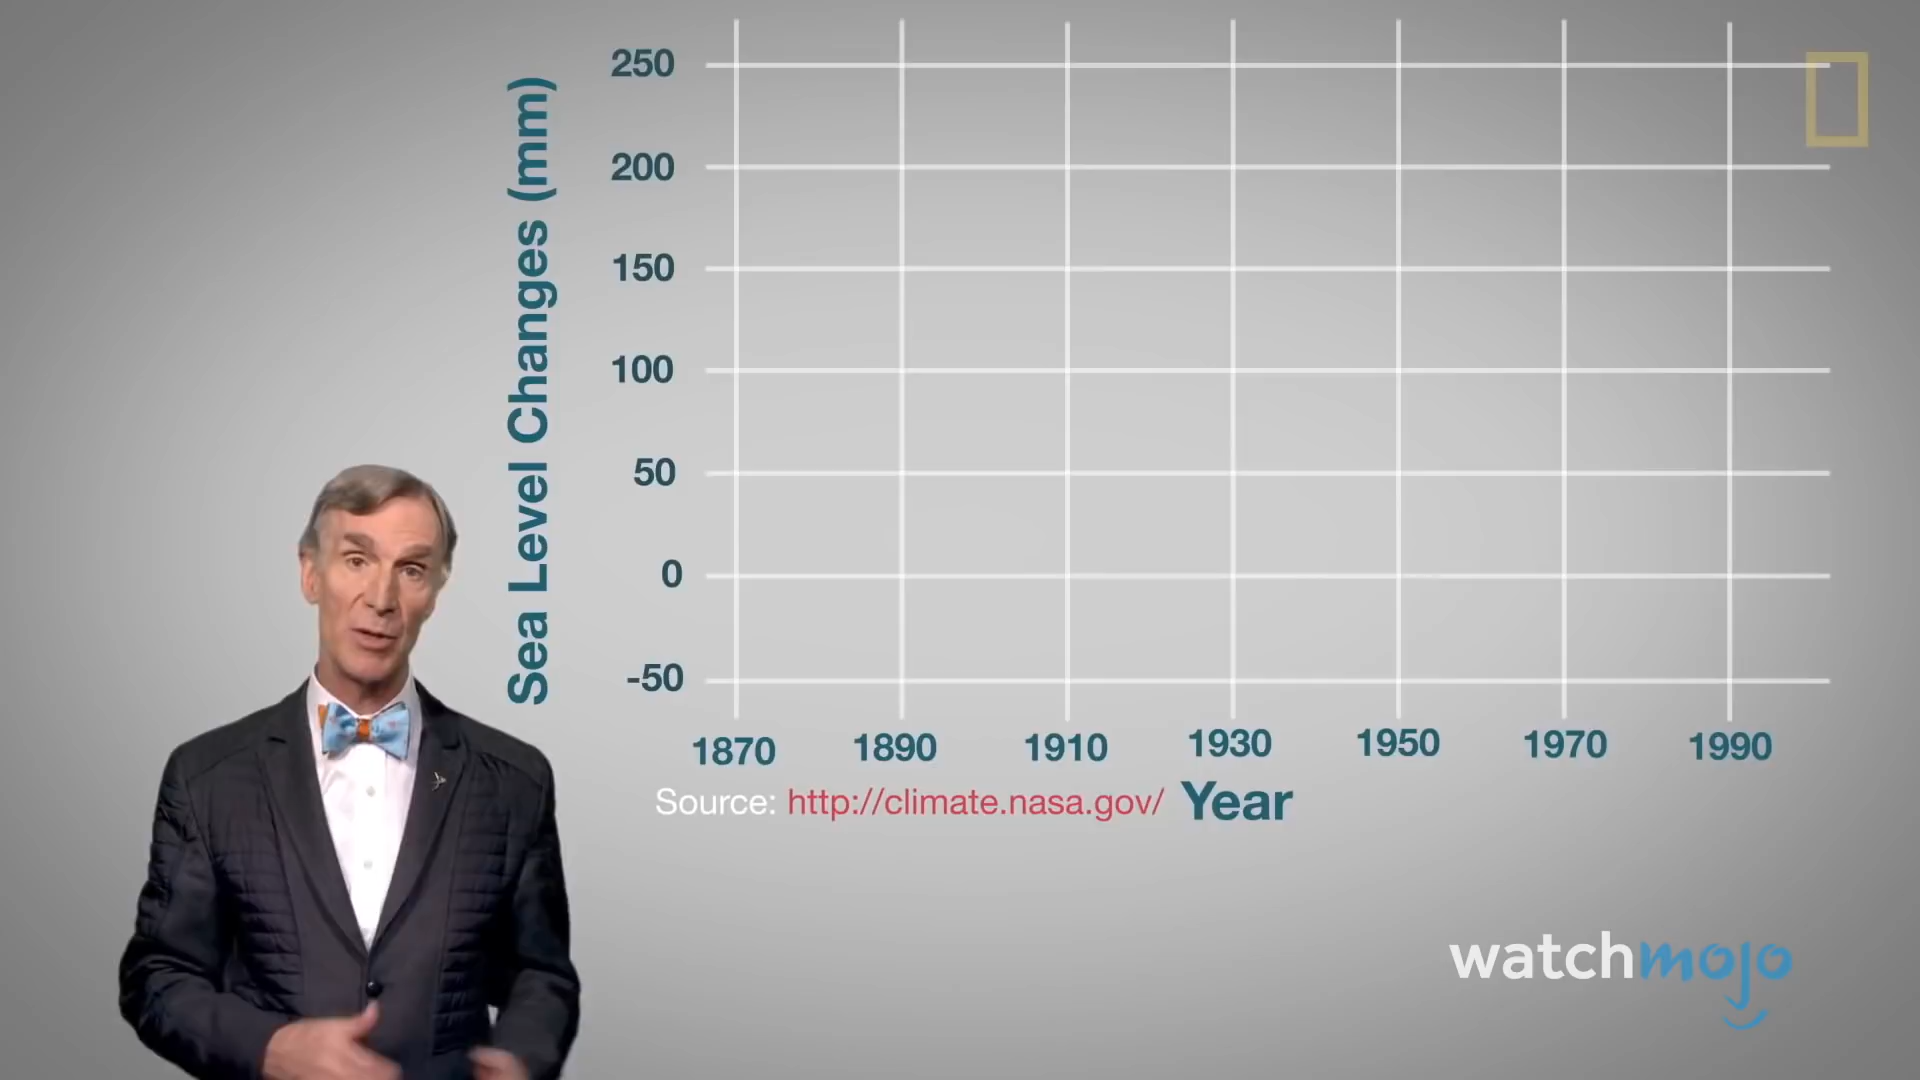 Sea Level Changes (mm)
250
200
150
100
50
0
-50
1870 1890 1910 1930 1950 1970 1990
Source: http://climate.nasa.gov/ Year
watchmojo